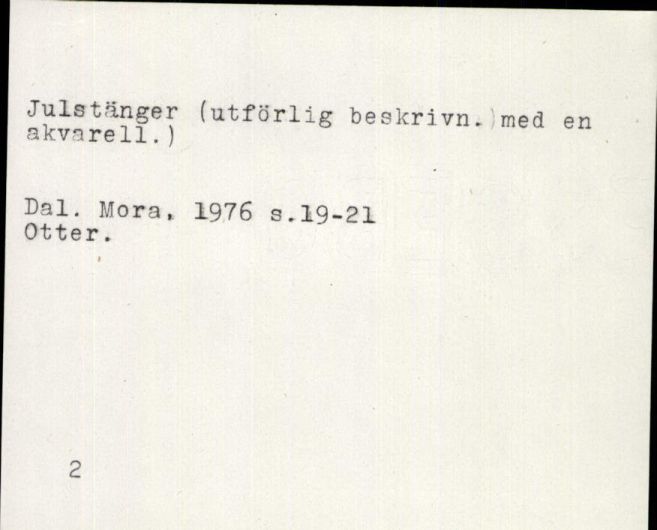 Julstänger (utförlig beskrivn.)med en
akvarell.)
Dal. Mora, 1976 s.19-21
Otter.
2